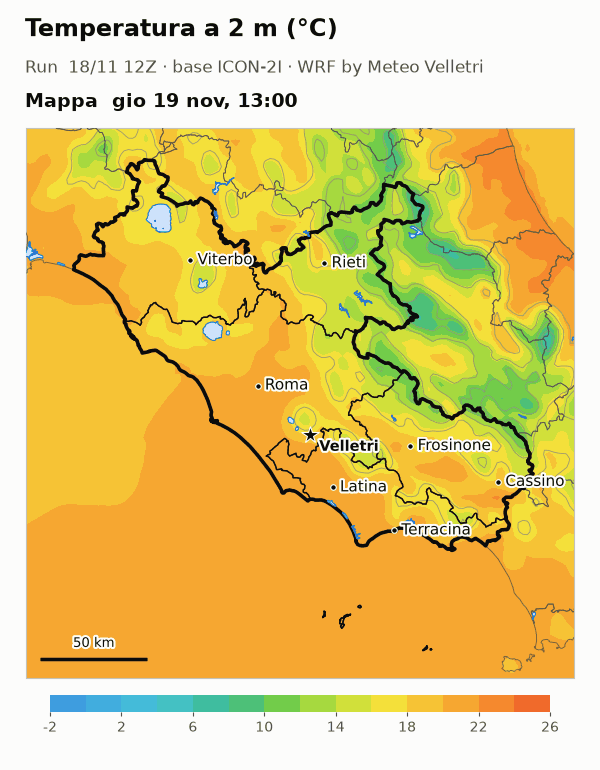 Temperatura a 2 m (°C)
Run  18/11 12Z · base ICON-2I · WRF by Meteo Velletri
Mappa  gio 19 nov, 13:00
Viterbo
Rieti
Roma
Velletri
Frosinone
Latina
Cassino
Terracina
50 km
-2 2 6 10 14 18 22 26